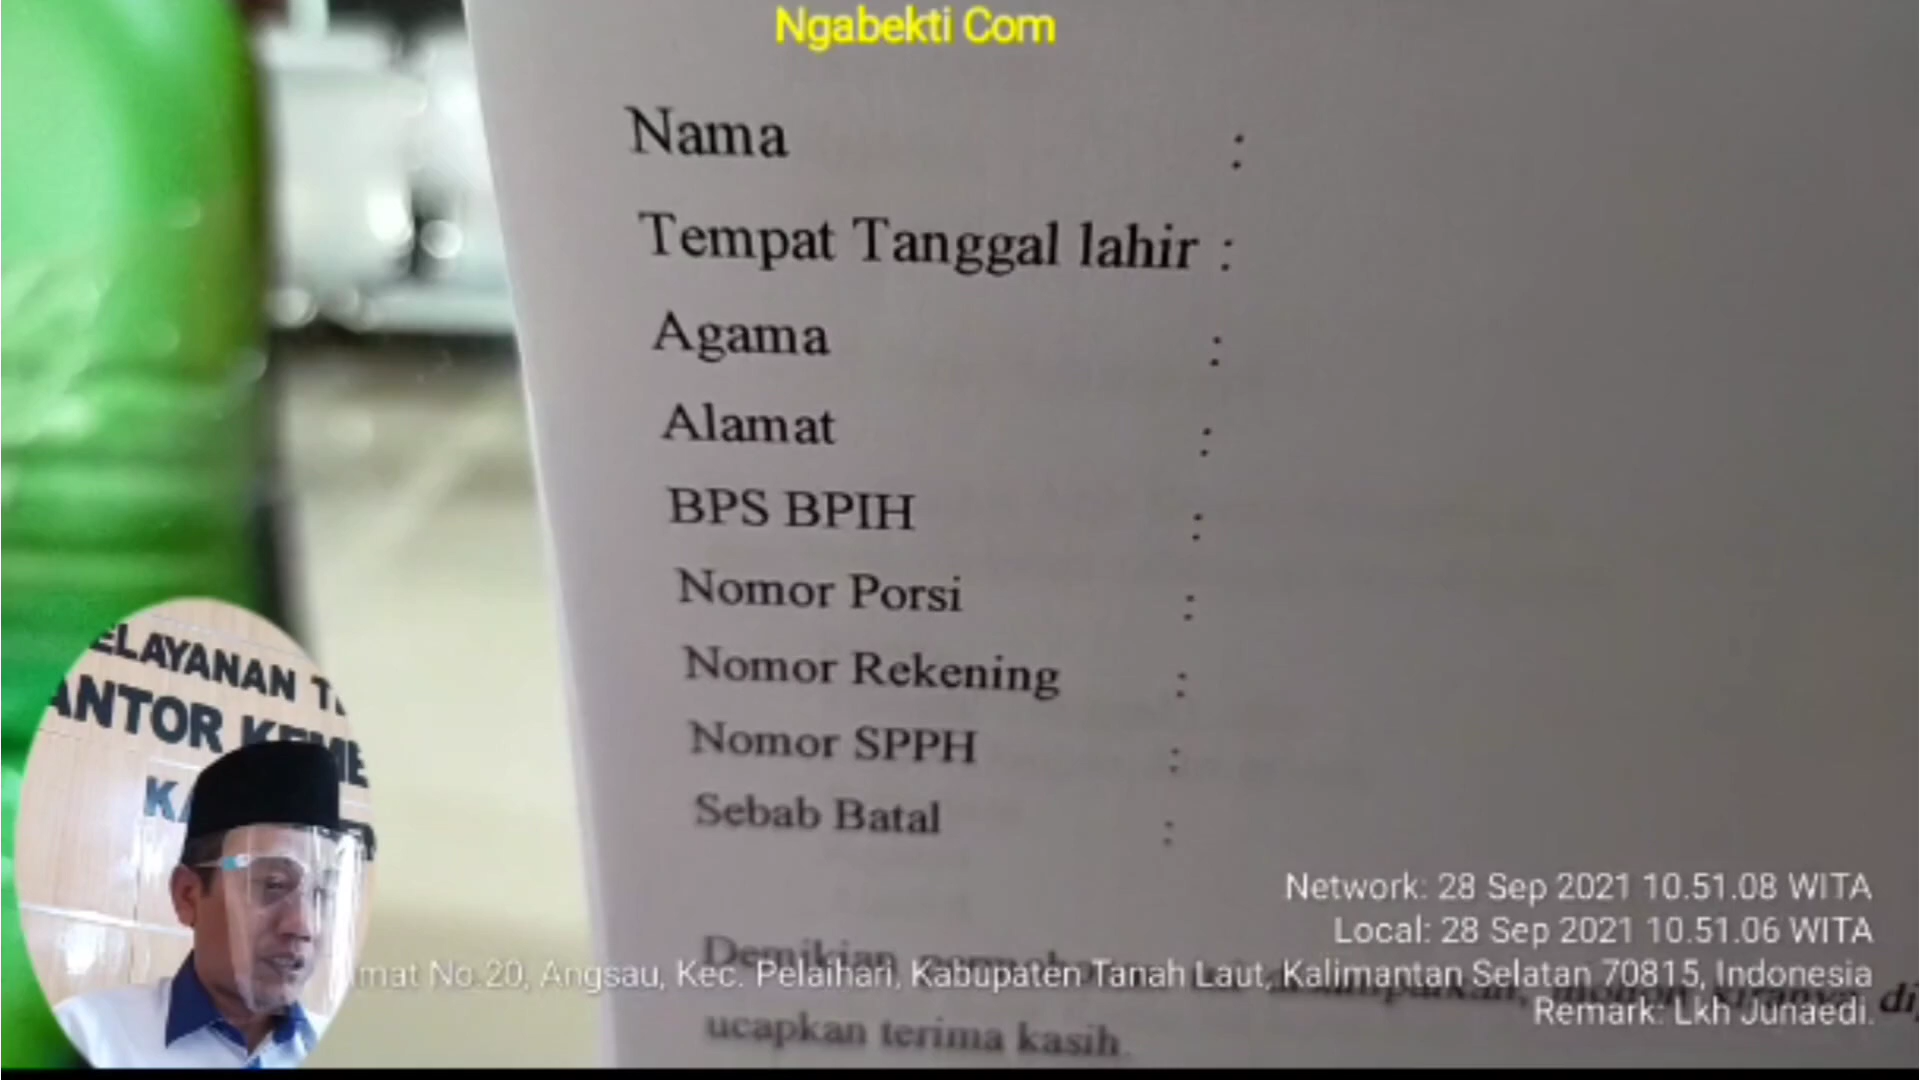 Ngabekti Com
Nama :
Tempat Tanggal lahir :
Agama :
Alamat :
BPS BPIH :
Nomor Porsi :
Nomor Rekening :
Nomor SPPH :
Sebab Batal :
ELAYANAN T
ANTOR KEME
KA
Network: 28 Sep 2021 10.51.08 WITA
Local: 28 Sep 2021 10.51.06 WITA
Demikian
mat No.20, Angsau, Kec. Pelaihari, Kabupaten Tanah Laut, Kalimantan Selatan 70815, Indonesia
Remark: Lkh Junaedi.
ucapkan terima kasih.